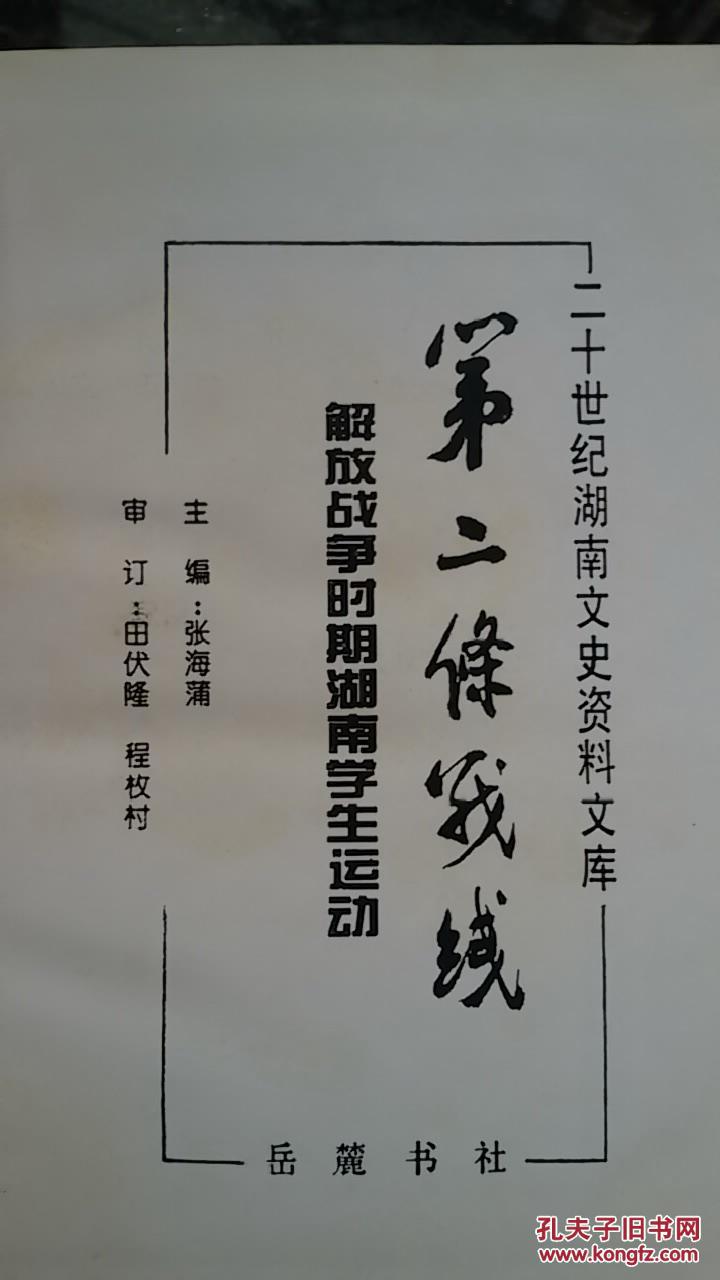 二十世纪湖南文史资料文库
第二條战线
解放战争时期湖南学生运动
主编：张海蒲
审订：田伏隆 程枚村
岳麓书社
孔夫子旧书网
www.kongfz.com